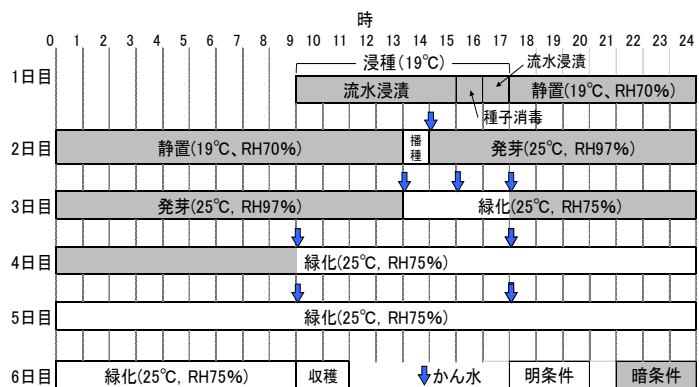 時
0 1 2 3 4 5 6 7 8 9 10 11 12 13 14 15 16 17 18 19 20 21 22 23 24
浸種(19℃)
流水浸漬
1日目
流水浸漬
静置(19℃、RH70%)
種子消毒
2日目
静置(19℃、RH70%)
播種
発芽(25℃, RH97%)
3日目
発芽(25℃, RH97%)
緑化(25℃, RH75%)
4日目
緑化(25℃, RH75%)
5日目
緑化(25℃, RH75%)
6日目
緑化(25℃, RH75%)
収穫
かん水
明条件
暗条件